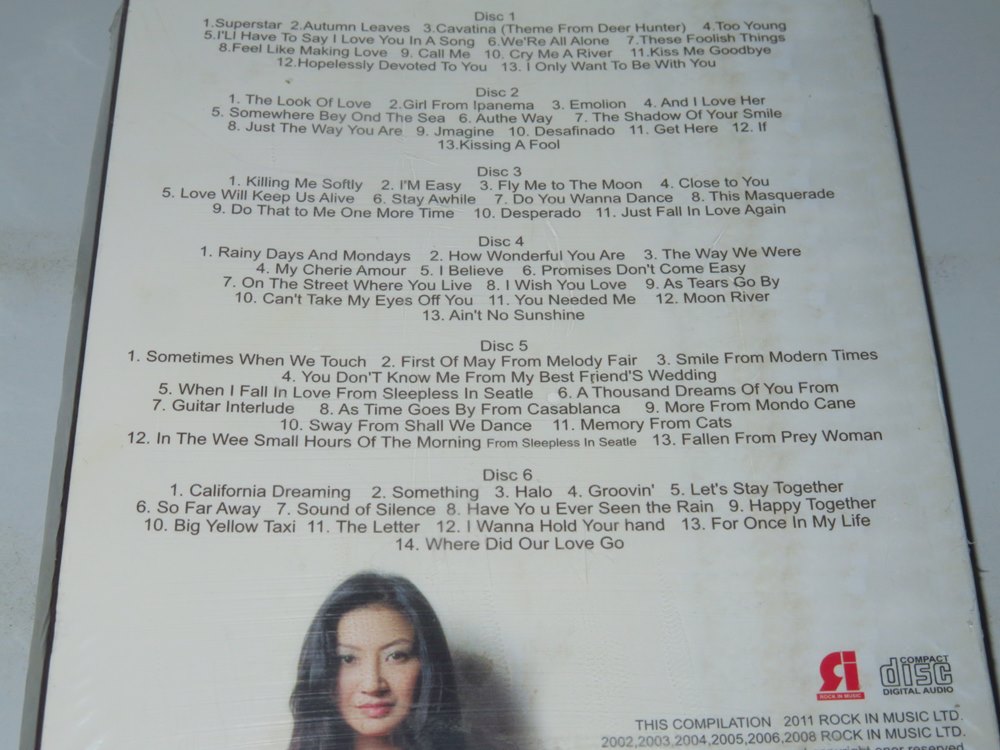 Disc 1
1.Superstar 2.Autumn Leaves 3.Cavatina (Theme From Deer Hunter) 4.Too Young
5.I'Ll Have To Say I Love You In A Song 6.We'Re All Alone 7.These Foolish Things
8.Feel Like Making Love 9. Call Me 10. Cry Me A River 11.Kiss Me Goodbye
12.Hopelessly Devoted To You 13. I Only Want To Be With You
Disc 2
1. The Look Of Love 2.Girl From Ipanema 3. Emolion 4. And I Love Her
5. Somewhere Bey Ond The Sea 6. Authe Way 7. The Shadow Of Your Smile
8. Just The Way You Are 9. Jmagine 10. Desafinado 11. Get Here 12. If
13.Kissing A Fool
Disc 3
1. Killing Me Softly 2. I'M Easy 3. Fly Me to The Moon 4. Close to You
5. Love Will Keep Us Alive 6. Stay Awhile 7. Do You Wanna Dance 8. This Masquerade
9. Do That to Me One More Time 10. Desperado 11. Just Fall In Love Again
Disc 4
1. Rainy Days And Mondays 2. How Wonderful You Are 3. The Way We Were
4. My Cherie Amour 5. I Believe 6. Promises Don't Come Easy
7. On The Street Where You Live 8. I Wish You Love 9. As Tears Go By
10. Can't Take My Eyes Off You 11. You Needed Me 12. Moon River
13. Ain't No Sunshine
Disc 5
1. Sometimes When We Touch 2. First Of May From Melody Fair 3. Smile From Modern Times
4. You Don'T Know Me From My Best Friend'S Wedding
5. When I Fall In Love From Sleepless In Seatle 6. A Thousand Dreams Of You From
7. Guitar Interlude 8. As Time Goes By From Casablanca 9. More From Mondo Cane
10. Sway From Shall We Dance 11. Memory From Cats
12. In The Wee Small Hours Of The Morning From Sleepless In Seatle 13. Fallen From Prey Woman
Disc 6
1. California Dreaming 2. Something 3. Halo 4. Groovin' 5. Let's Stay Together
6. So Far Away 7. Sound of Silence 8. Have Yo u Ever Seen the Rain 9. Happy Together
10. Big Yellow Taxi 11. The Letter 12. I Wanna Hold Your hand 13. For Once In My Life
14. Where Did Our Love Go
ROCK IN MUSIC
COMPACT
disc
DIGITAL AUDIO
THIS COMPILATION 2011 ROCK IN MUSIC LTD.
2002,2003,2004,2005,2006,2008 ROCK IN MUSIC LTD.
reserved